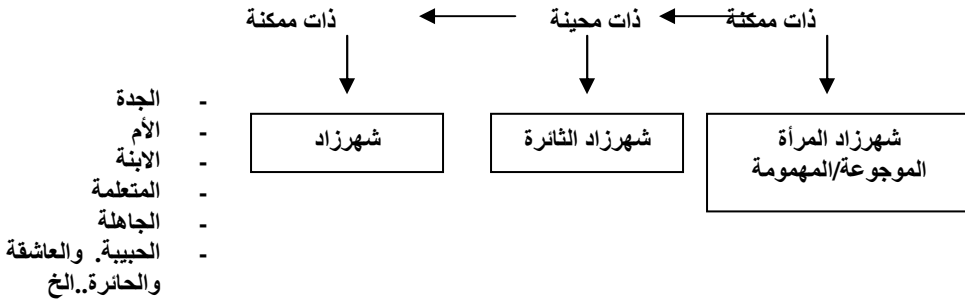 ذات ممكنة
ذات محينة
ذات ممكنة
شهرزاد المرأة
الموجوعة/المهمومة
شهرزاد الثائرة
شهرزاد
- الجدة
- الأم
- الابنة
- المتعلمة
- الجاهلة
- الحبيبة. والعاشقة
والحائرة..الخ